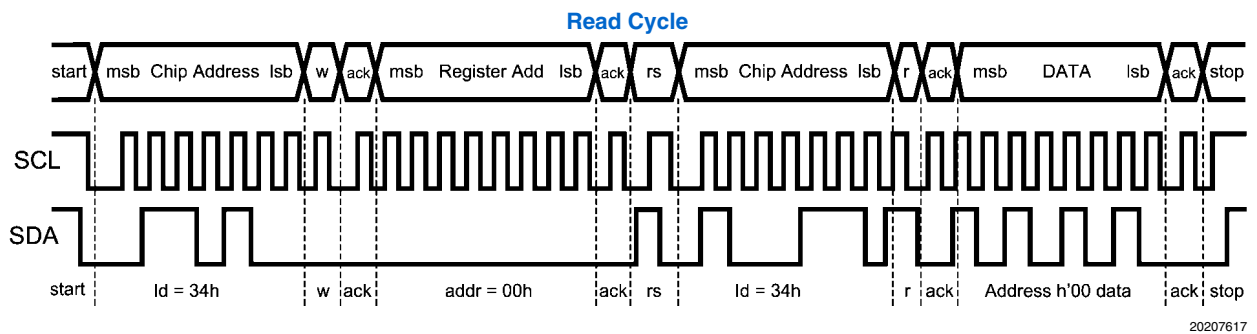 Read Cycle
start msb Chip Address lsb w ack msb Register Add lsb ack rs msb Chip Address lsb r ack msb DATA lsb ack stop
SCL
SDA
start Id = 34h w ack addr = 00h ack rs Id = 34h r ack Address h'00 data ack stop
20207617